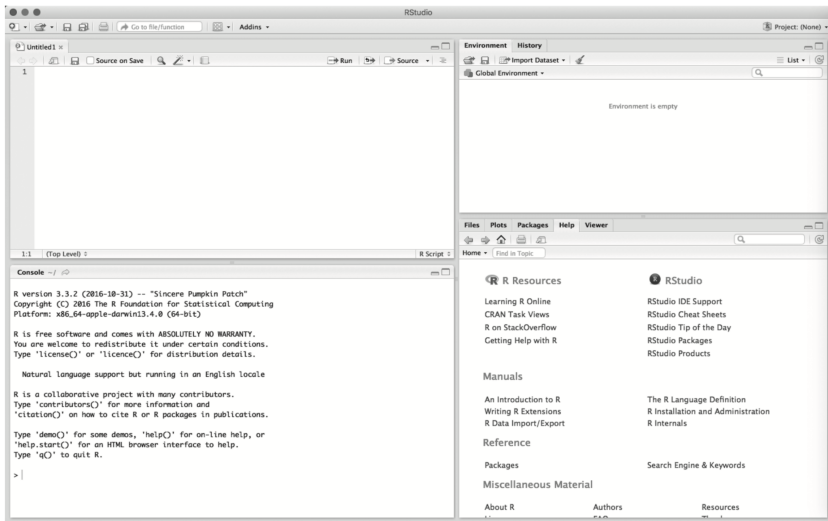 RStudio
Go to file/function
Addins
Project: (None)
Untitled1
Source on Save
Run
Source
1
1:1 (Top Level)
R Script
Console ~/
R version 3.3.2 (2016-10-31) -- "Sincere Pumpkin Patch"
Copyright (C) 2016 The R Foundation for Statistical Computing
Platform: x86_64-apple-darwin13.4.0 (64-bit)
R is free software and comes with ABSOLUTELY NO WARRANTY.
You are welcome to redistribute it under certain conditions.
Type 'license()' or 'licence()' for distribution details.
Natural language support but running in an English locale
R is a collaborative project with many contributors.
Type 'contributors()' for more information and
'citation()' on how to cite R or R packages in publications.
Type 'demo()' for some demos, 'help()' for on-line help, or
'help.start()' for an HTML browser interface to help.
Type 'q()' to quit R.
>
Environment History
Import Dataset
List
Global Environment
Environment is empty
Files Plots Packages Help Viewer
Home Find in Topic
R Resources
Learning R Online
CRAN Task Views
R on StackOverflow
Getting Help with R
RStudio
RStudio IDE Support
RStudio Cheat Sheets
RStudio Tip of the Day
RStudio Packages
RStudio Products
Manuals
An Introduction to R The R Language Definition
Writing R Extensions R Installation and Administration
R Data Import/Export R Internals
Reference
Packages Search Engine & Keywords
Miscellaneous Material
About R Authors Resources